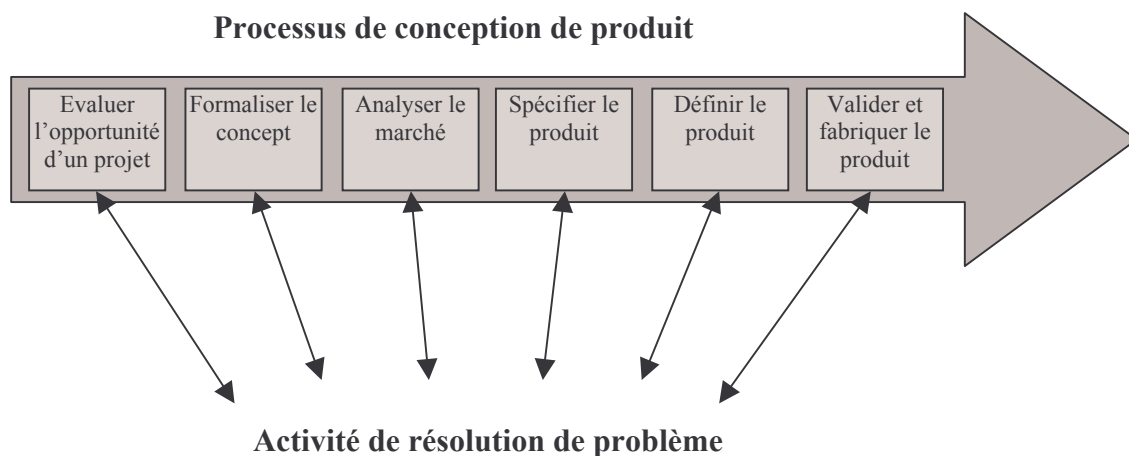 Processus de conception de produit
Evaluer
l’opportunité
d’un projet
Formaliser le
concept
Analyser le
marché
Spécifier le
produit
Définir le
produit
Valider et
fabriquer le
produit
Activité de résolution de problème